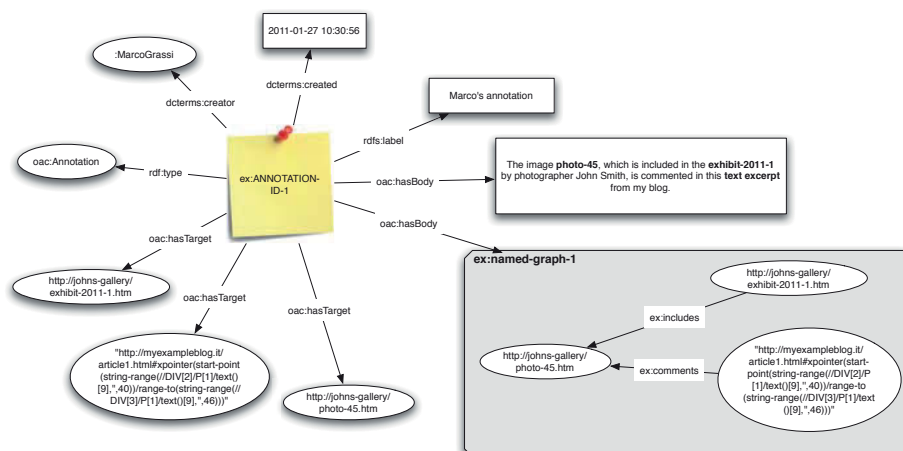 2011-01-27 10:30:56
:MarcoGrassi
dcterms:created
dcterms:creator
Marco's annotation
rdfs:label
oac:Annotation
rdf:type
ex:ANNOTATION-
ID-1
The image photo-45, which is included in the exhibit-2011-1
by photographer John Smith, is commented in this text excerpt
from my blog.
oac:hasBody
oac:hasBody
oac:hasTarget
http://johns-gallery/
exhibit-2011-1.htm
oac:hasTarget
"http://myexampleblog.it/
article1.html#xpointer(start-point
(string-range(//DIV[2]/P[1]/text()
[9],",40))/range-to(string-range(//
DIV[3]/P[1]/text()[9],",46)))"
oac:hasTarget
http://johns-gallery/
photo-45.htm
ex:named-graph-1
http://johns-gallery/
exhibit-2011-1.htm
ex:includes
http://johns-gallery/
photo-45.htm
ex:comments
"http://myexampleblog.it/
article1.html#xpointer(start-
point((string-range(//DIV[2]/P
[1]/text()[9],",40))/range-to
(string-range(//DIV[3]/P[1]/text
()[9],",46)))"